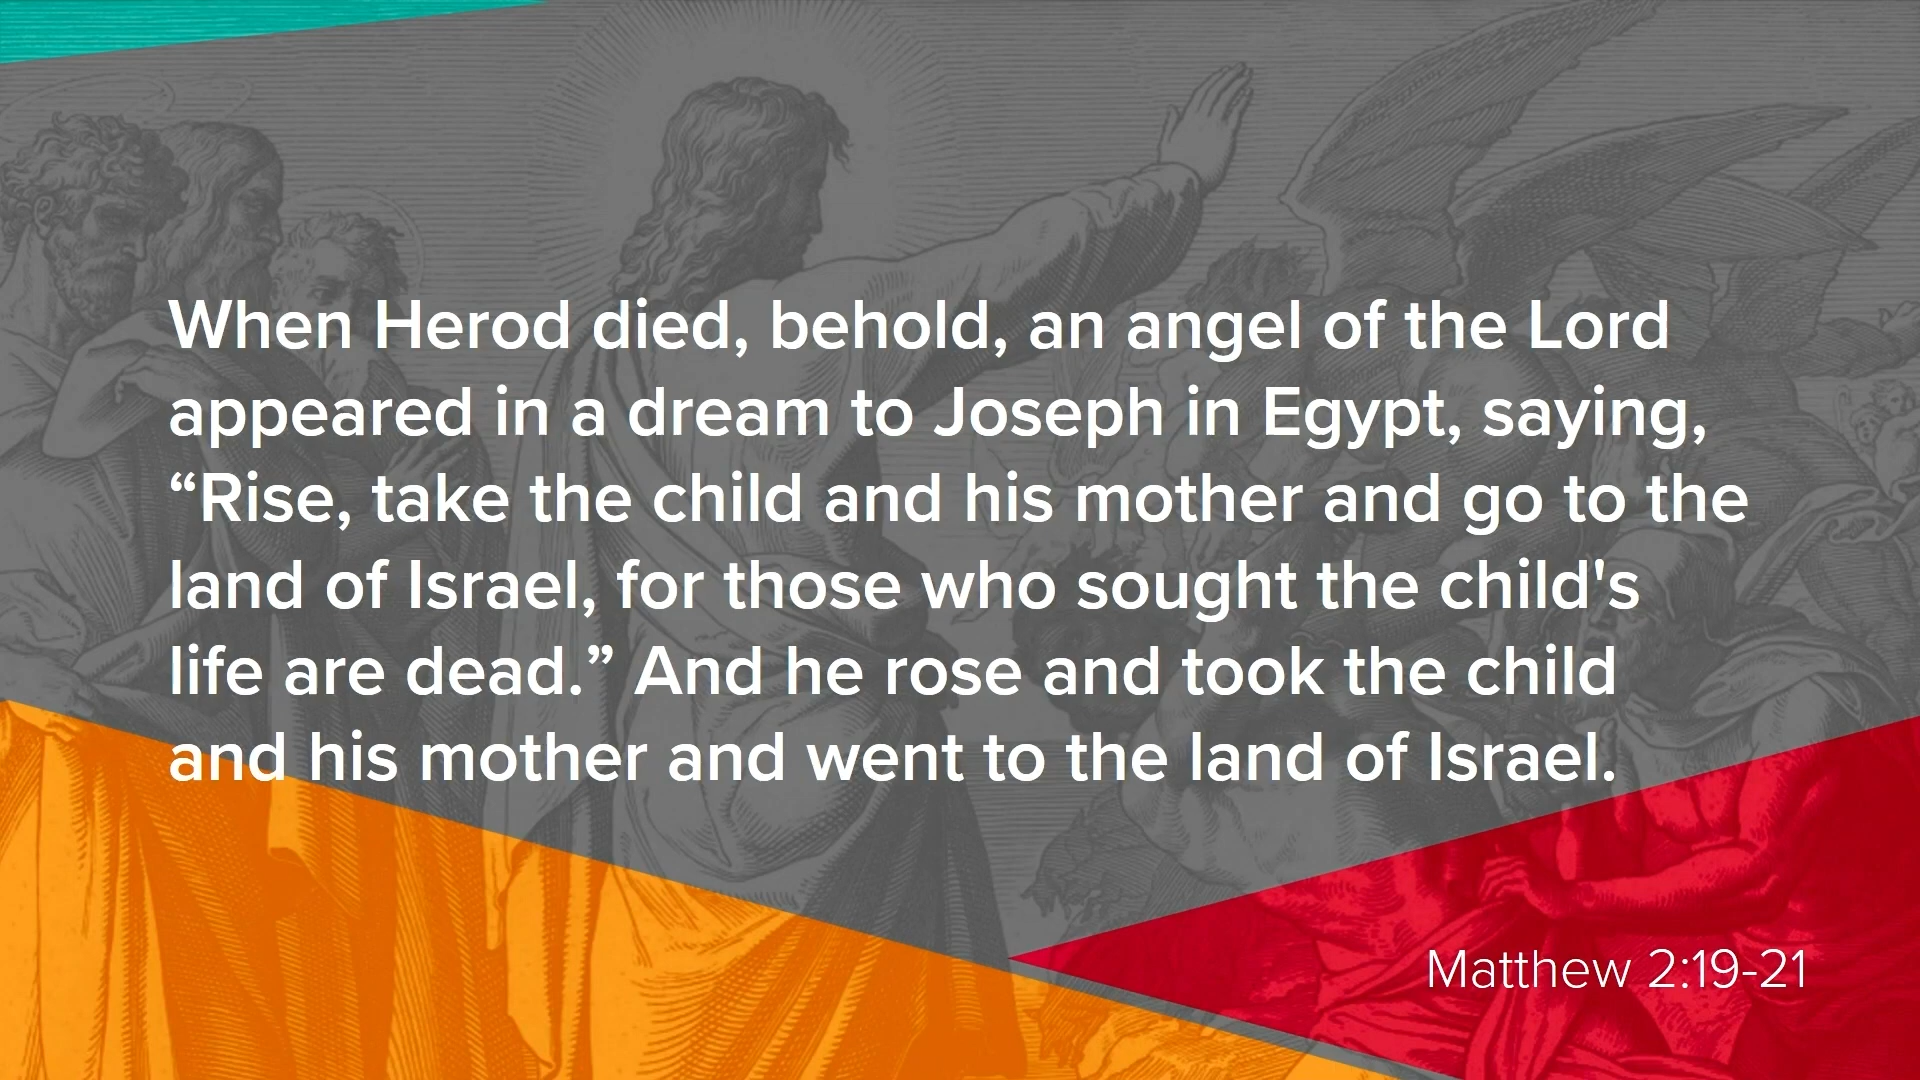 When Herod died, behold, an angel of the Lord
appeared in a dream to Joseph in Egypt, saying,
“Rise, take the child and his mother and go to the
land of Israel, for those who sought the child's
life are dead.” And he rose and took the child
and his mother and went to the land of Israel.
Matthew 2:19-21